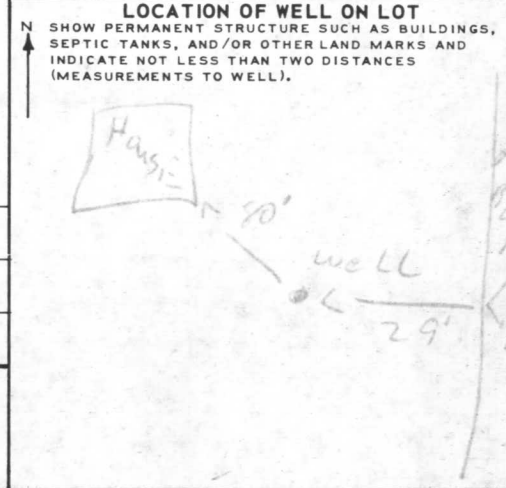 LOCATION OF WELL ON LOT
N SHOW PERMANENT STRUCTURE SUCH AS BUILDINGS,
SEPTIC TANKS, AND/OR OTHER LAND MARKS AND
INDICATE NOT LESS THAN TWO DISTANCES
(MEASUREMENTS TO WELL).
House
weLL
29'